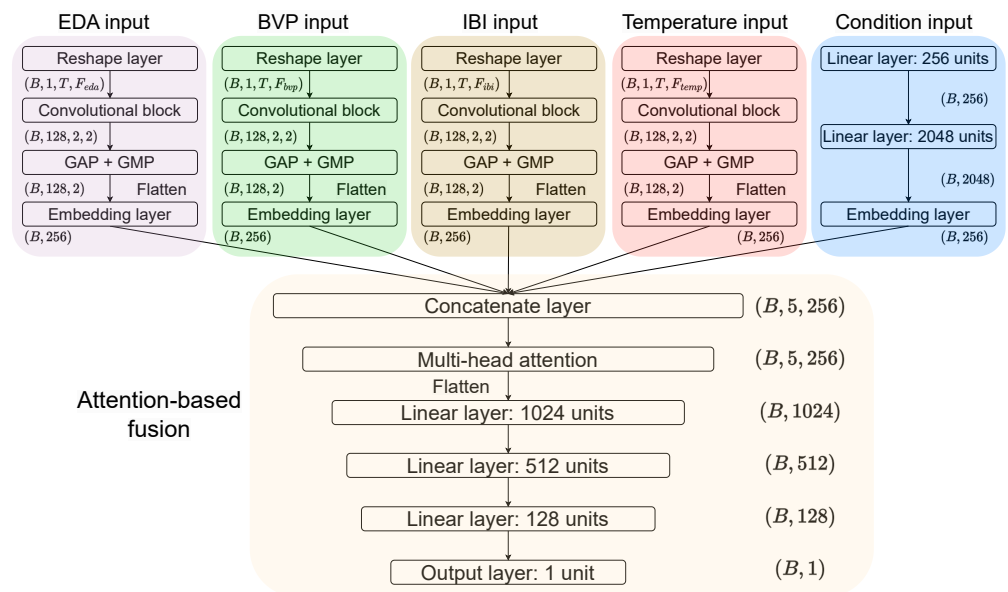 EDA input
Reshape layer
(B, 1, T, F_eda)
Convolutional block
(B, 128, 2, 2)
GAP + GMP
(B, 128, 2) Flatten
Embedding layer
(B, 256)
BVP input
Reshape layer
(B, 1, T, F_bvp)
Convolutional block
(B, 128, 2, 2)
GAP + GMP
(B, 128, 2) Flatten
Embedding layer
(B, 256)
IBI input
Reshape layer
(B, 1, T, F_ibi)
Convolutional block
(B, 128, 2, 2)
GAP + GMP
(B, 128, 2) Flatten
Embedding layer
(B, 256)
Temperature input
Reshape layer
(B, 1, T, F_temp)
Convolutional block
(B, 128, 2, 2)
GAP + GMP
(B, 128, 2) Flatten
Embedding layer
(B, 256)
Condition input
Linear layer: 256 units
(B, 256)
Linear layer: 2048 units
(B, 2048)
Embedding layer
(B, 256)
Attention-based
fusion
Concatenate layer (B, 5, 256)
Multi-head attention (B, 5, 256)
Flatten
Linear layer: 1024 units (B, 1024)
Linear layer: 512 units (B, 512)
Linear layer: 128 units (B, 128)
Output layer: 1 unit (B, 1)